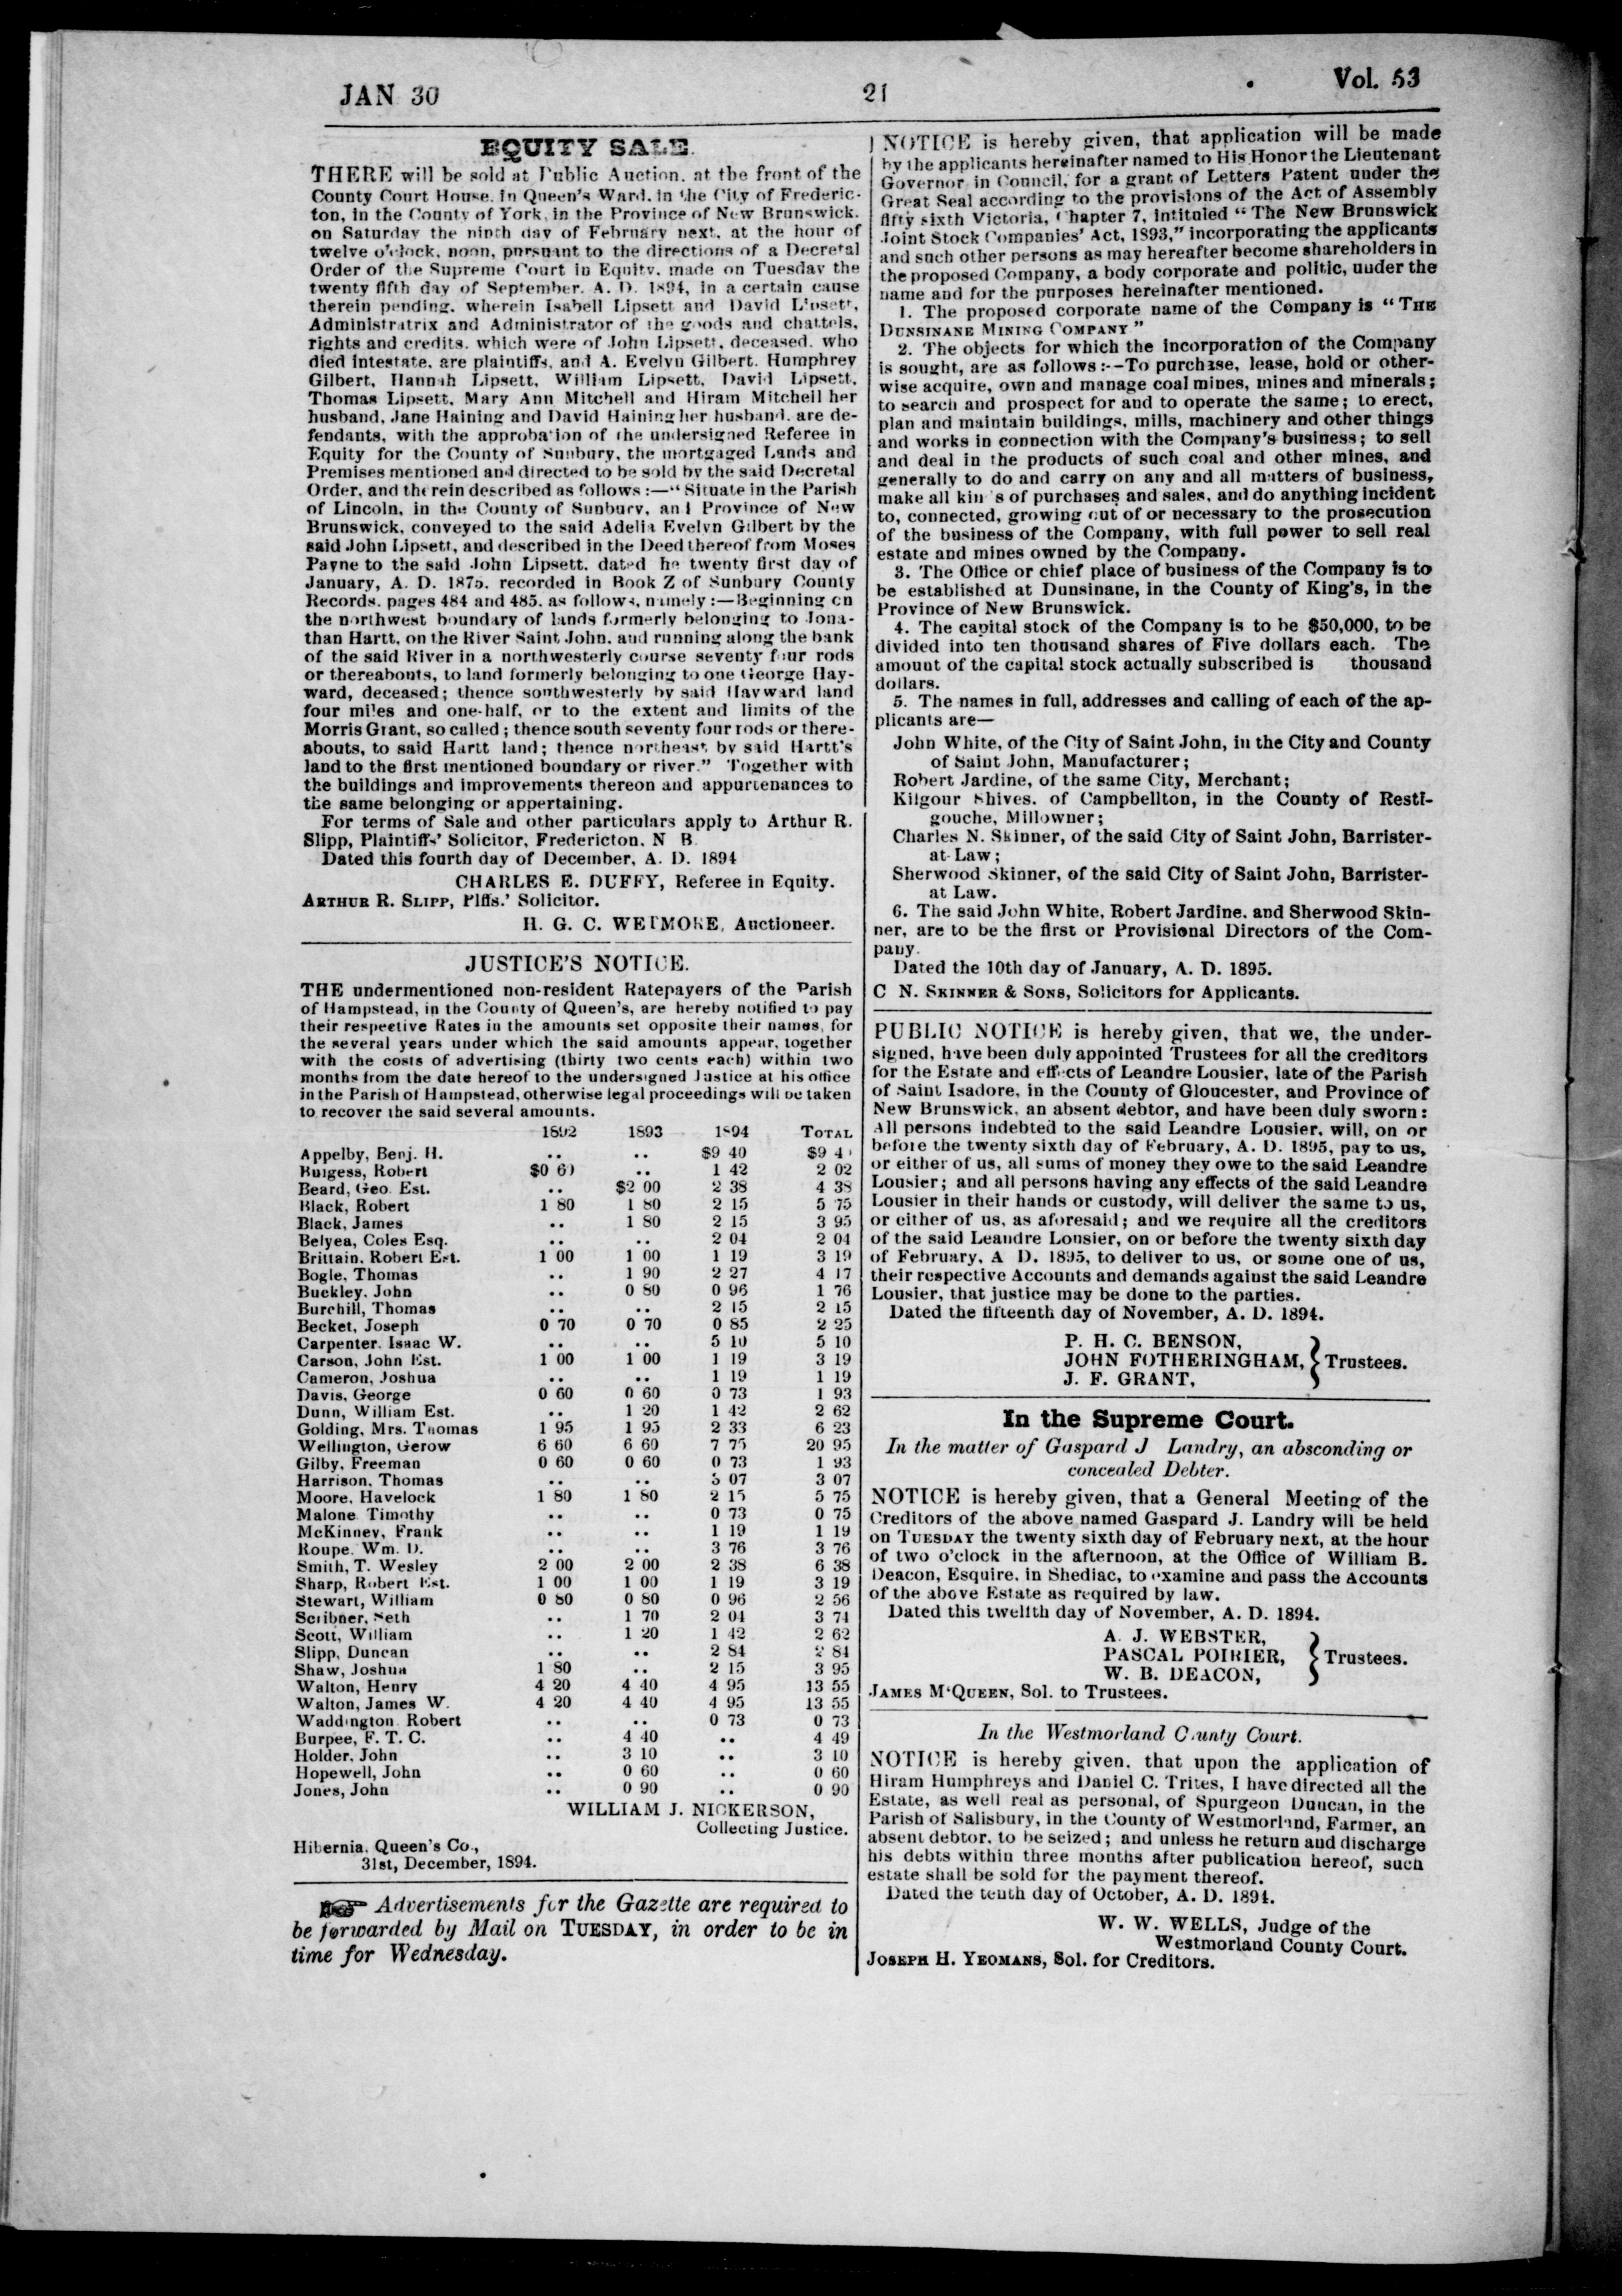 JAN 30
21
Vol. 53
EQUITY SALE.
THERE will be sold at Public Auction, at the front of the
County Court House, in Queen's Ward, in the City of Frederic-
ton, in the County of York, in the Province of New Brunswick,
on Saturday the ninth day of February next, at the hour of
twelve o'clock, noon, pursuant to the directions of a Decretal
Order of the Supreme Court in Equity, made on Tuesday the
twenty fifth day of September, A. D. 1894, in a certain cause
therein pending, wherein Isabell Lipsett and David Lipsett,
Administratrix and Administrator of the goods and chattels,
rights and credits, which were of John Lipsett, deceased, who
died intestate, are plaintiffs, and A. Evelyn Gilbert, Humphrey
Gilbert, Hannah Lipsett, William Lipsett, David Lipsett,
Thomas Lipsett, Mary Ann Mitchell and Hiram Mitchell her
husband, Jane Haining and David Haining her husband, are de-
fendants, with the approbation of the undersigned Referee in
Equity for the County of Sunbury, the mortgaged Lands and
Premises mentioned and directed to be sold by the said Decretal
Order, and therein described as follows :—" Situate in the Parish
of Lincoln, in the County of Sunbury, and Province of New
Brunswick, conveyed to the said Adelia Evelyn Gilbert by the
said John Lipsett, and described in the Deed thereof from Moses
Payne to the said John Lipsett, dated he twenty first day of
January, A. D. 1875, recorded in Book Z of Sunbury County
Records, pages 484 and 485, as follows, namely :—Beginning on
the northwest boundary of lands formerly belonging to Jona-
than Hartt, on the River Saint John, and running along the bank
of the said River in a northwesterly course seventy four rods
or thereabouts, to land formerly belonging to one George Hay-
ward, deceased; thence southwesterly by said Hayward land
four miles and one-half, or to the extent and limits of the
Morris Grant, so called ; thence south seventy four rods or there-
abouts, to said Hartt land; thence northeast by said Hartt's
land to the first mentioned boundary or river." Together with
the buildings and improvements thereon and appurtenances to
the same belonging or appertaining.
For terms of Sale and other particulars apply to Arthur R.
Slipp, Plaintiffs' Solicitor, Fredericton, N B.
Dated this fourth day of December, A. D. 1894
CHARLES E. DUFFY, Referee in Equity.
ARTHUR R. SLIPP, Plffs.' Solicitor.
H. G. C. WETMORE, Auctioneer.
JUSTICE'S NOTICE.
THE undermentioned non-resident Ratepayers of the Parish
of Hampstead, in the County of Queen's, are hereby notified to pay
their respective Rates in the amounts set opposite their names, for
the several years under which the said amounts appear, together
with the costs of advertising (thirty two cents each) within two
months from the date hereof to the undersigned Justice at his office
in the Parish of Hampstead, otherwise legal proceedings will be taken
to recover the said several amounts.
1892 1893 1894 TOTAL
Appelby, Benj. H. .. .. $9 40 $9 4
Burgess, Robert $0 60 .. 1 42 2 02
Beard, Geo. Est. .. $2 00 2 38 4 38
Black, Robert 1 80 1 80 2 15 5 75
Black, James .. 1 80 2 15 3 95
Belyea, Coles Esq. .. .. 2 04 2 04
Brittain, Robert Est. 1 00 1 00 1 19 3 19
Bogle, Thomas .. 1 90 2 27 4 17
Buckley, John .. 0 80 0 96 1 76
Burchill, Thomas .. .. 2 15 2 15
Becket, Joseph 0 70 0 70 0 85 2 25
Carpenter, Isaac W. .. .. 5 10 5 10
Carson, John Est. 1 00 1 00 1 19 3 19
Cameron, Joshua .. .. 1 19 1 19
Davis, George 0 60 0 60 0 73 1 93
Dunn, William Est. .. 1 20 1 42 2 62
Golding, Mrs. Thomas 1 95 1 95 2 33 6 23
Wellington, Gerow 6 60 6 60 7 75 20 95
Gilby, Freeman 0 60 0 60 0 73 1 93
Harrison, Thomas .. .. 3 07 3 07
Moore, Havelock 1 80 1 80 2 15 5 75
Malone Timothy .. .. 0 73 0 75
McKinney, Frank .. .. 1 19 1 19
Roupe, Wm. D. .. .. 3 76 3 76
Smith, T. Wesley 2 00 2 00 2 38 6 38
Sharp, Robert Est. 1 00 1 00 1 19 3 19
Stewart, William 0 80 0 80 0 96 2 56
Scribner, Seth .. 1 70 2 04 3 74
Scott, William .. 1 20 1 42 2 62
Slipp, Duncan .. .. 2 84 2 84
Shaw, Joshua 1 80 .. 2 15 3 95
Walton, Henry 4 20 4 40 4 95 13 55
Walton, James W. 4 20 4 40 4 95 13 55
Waddington Robert .. .. 0 73 0 73
Burpee, F. T. C. .. 4 40 .. 4 49
Holder, John .. 3 10 .. 3 10
Hopewell, John .. 0 60 .. 0 60
Jones, John .. 0 90 .. 0 90
WILLIAM J. NICKERSON,
Collecting Justice.
Hibernia, Queen's Co.,
31st, December, 1894.
Advertisements for the Gazette are required to
be forwarded by Mail on TUESDAY, in order to be in
time for Wednesday.
NOTICE is hereby given, that application will be made
by the applicants hereinafter named to His Honor the Lieutenant
Governor in Council, for a grant of Letters Patent under the
Great Seal according to the provisions of the Act of Assembly
fifty sixth Victoria, Chapter 7, intituled " The New Brunswick
Joint Stock Companies' Act, 1893," incorporating the applicants
and such other persons as may hereafter become shareholders in
the proposed Company, a body corporate and politic, under the
name and for the purposes hereinafter mentioned.
1. The proposed corporate name of the Company is " THE
DUNSINANE MINING COMPANY "
2. The objects for which the incorporation of the Company
is sought, are as follows :--To purchase, lease, hold or other-
wise acquire, own and manage coal mines, mines and minerals ;
to search and prospect for and to operate the same; to erect,
plan and maintain buildings, mills, machinery and other things
and works in connection with the Company's business; to sell
and deal in the products of such coal and other mines, and
generally to do and carry on any and all matters of business,
make all kin s of purchases and sales, and do anything incident
to, connected, growing out of or necessary to the prosecution
of the business of the Company, with full power to sell real
estate and mines owned by the Company.
3. The Office or chief place of business of the Company is to
be established at Dunsinane, in the County of King's, in the
Province of New Brunswick.
4. The capital stock of the Company is to be $50,000, to be
divided into ten thousand shares of Five dollars each. The
amount of the capital stock actually subscribed is thousand
dollars.
5. The names in full, addresses and calling of each of the ap-
plicants are—
John White, of the City of Saint John, in the City and County
of Saint John, Manufacturer;
Robert Jardine, of the same City, Merchant;
Kilgour Shives, of Campbellton, in the County of Resti-
gouche, Millowner;
Charles N. Skinner, of the said City of Saint John, Barrister-
at-Law;
Sherwood Skinner, of the said City of Saint John, Barrister-
at Law.
6. The said John White, Robert Jardine, and Sherwood Skin-
ner, are to be the first or Provisional Directors of the Com-
pany.
Dated the 10th day of January, A. D. 1895.
C N. SKINNER & SONS, Solicitors for Applicants.
PUBLIC NOTICE is hereby given, that we, the under-
signed, have been duly appointed Trustees for all the creditors
for the Estate and effects of Leandre Lousier, late of the Parish
of Saint Isadore, in the County of Gloucester, and Province of
New Brunswick, an absent debtor, and have been duly sworn :
All persons indebted to the said Leandre Lousier, will, on or
before the twenty sixth day of February, A. D. 1895, pay to us,
or either of us, all sums of money they owe to the said Leandre
Lousier; and all persons having any effects of the said Leandre
Lousier in their hands or custody, will deliver the same to us,
or either of us, as aforesaid; and we require all the creditors
of the said Leandre Lousier, on or before the twenty sixth day
of February, A D. 1895, to deliver to us, or some one of us,
their respective Accounts and demands against the said Leandre
Lousier, that justice may be done to the parties.
Dated the fifteenth day of November, A. D. 1894.
P. H. C. BENSON,
JOHN FOTHERINGHAM, } Trustees.
J. F. GRANT,
In the Supreme Court.
In the matter of Gaspard J Landry, an absconding or
concealed Debter.
NOTICE is hereby given, that a General Meeting of the
Creditors of the above named Gaspard J. Landry will be held
on TUESDAY the twenty sixth day of February next, at the hour
of two o'clock in the afternoon, at the Office of William B.
Deacon, Esquire, in Shediac, to examine and pass the Accounts
of the above Estate as required by law.
Dated this twelfth day of November, A. D. 1894.
A. J. WEBSTER,
PASCAL POIRIER, } Trustees.
W. B. DEACON,
JAMES M'QUEEN, Sol. to Trustees.
In the Westmorland County Court.
NOTICE is hereby given, that upon the application of
Hiram Humphreys and Daniel C. Trites, I have directed all the
Estate, as well real as personal, of Spurgeon Duncan, in the
Parish of Salisbury, in the County of Westmorland, Farmer, an
absent debtor, to be seized; and unless he return and discharge
his debts within three months after publication hereof, such
estate shall be sold for the payment thereof.
Dated the tenth day of October, A. D. 1894.
W. W. WELLS, Judge of the
Westmorland County Court.
JOSEPH H. YEOMANS, Sol. for Creditors.